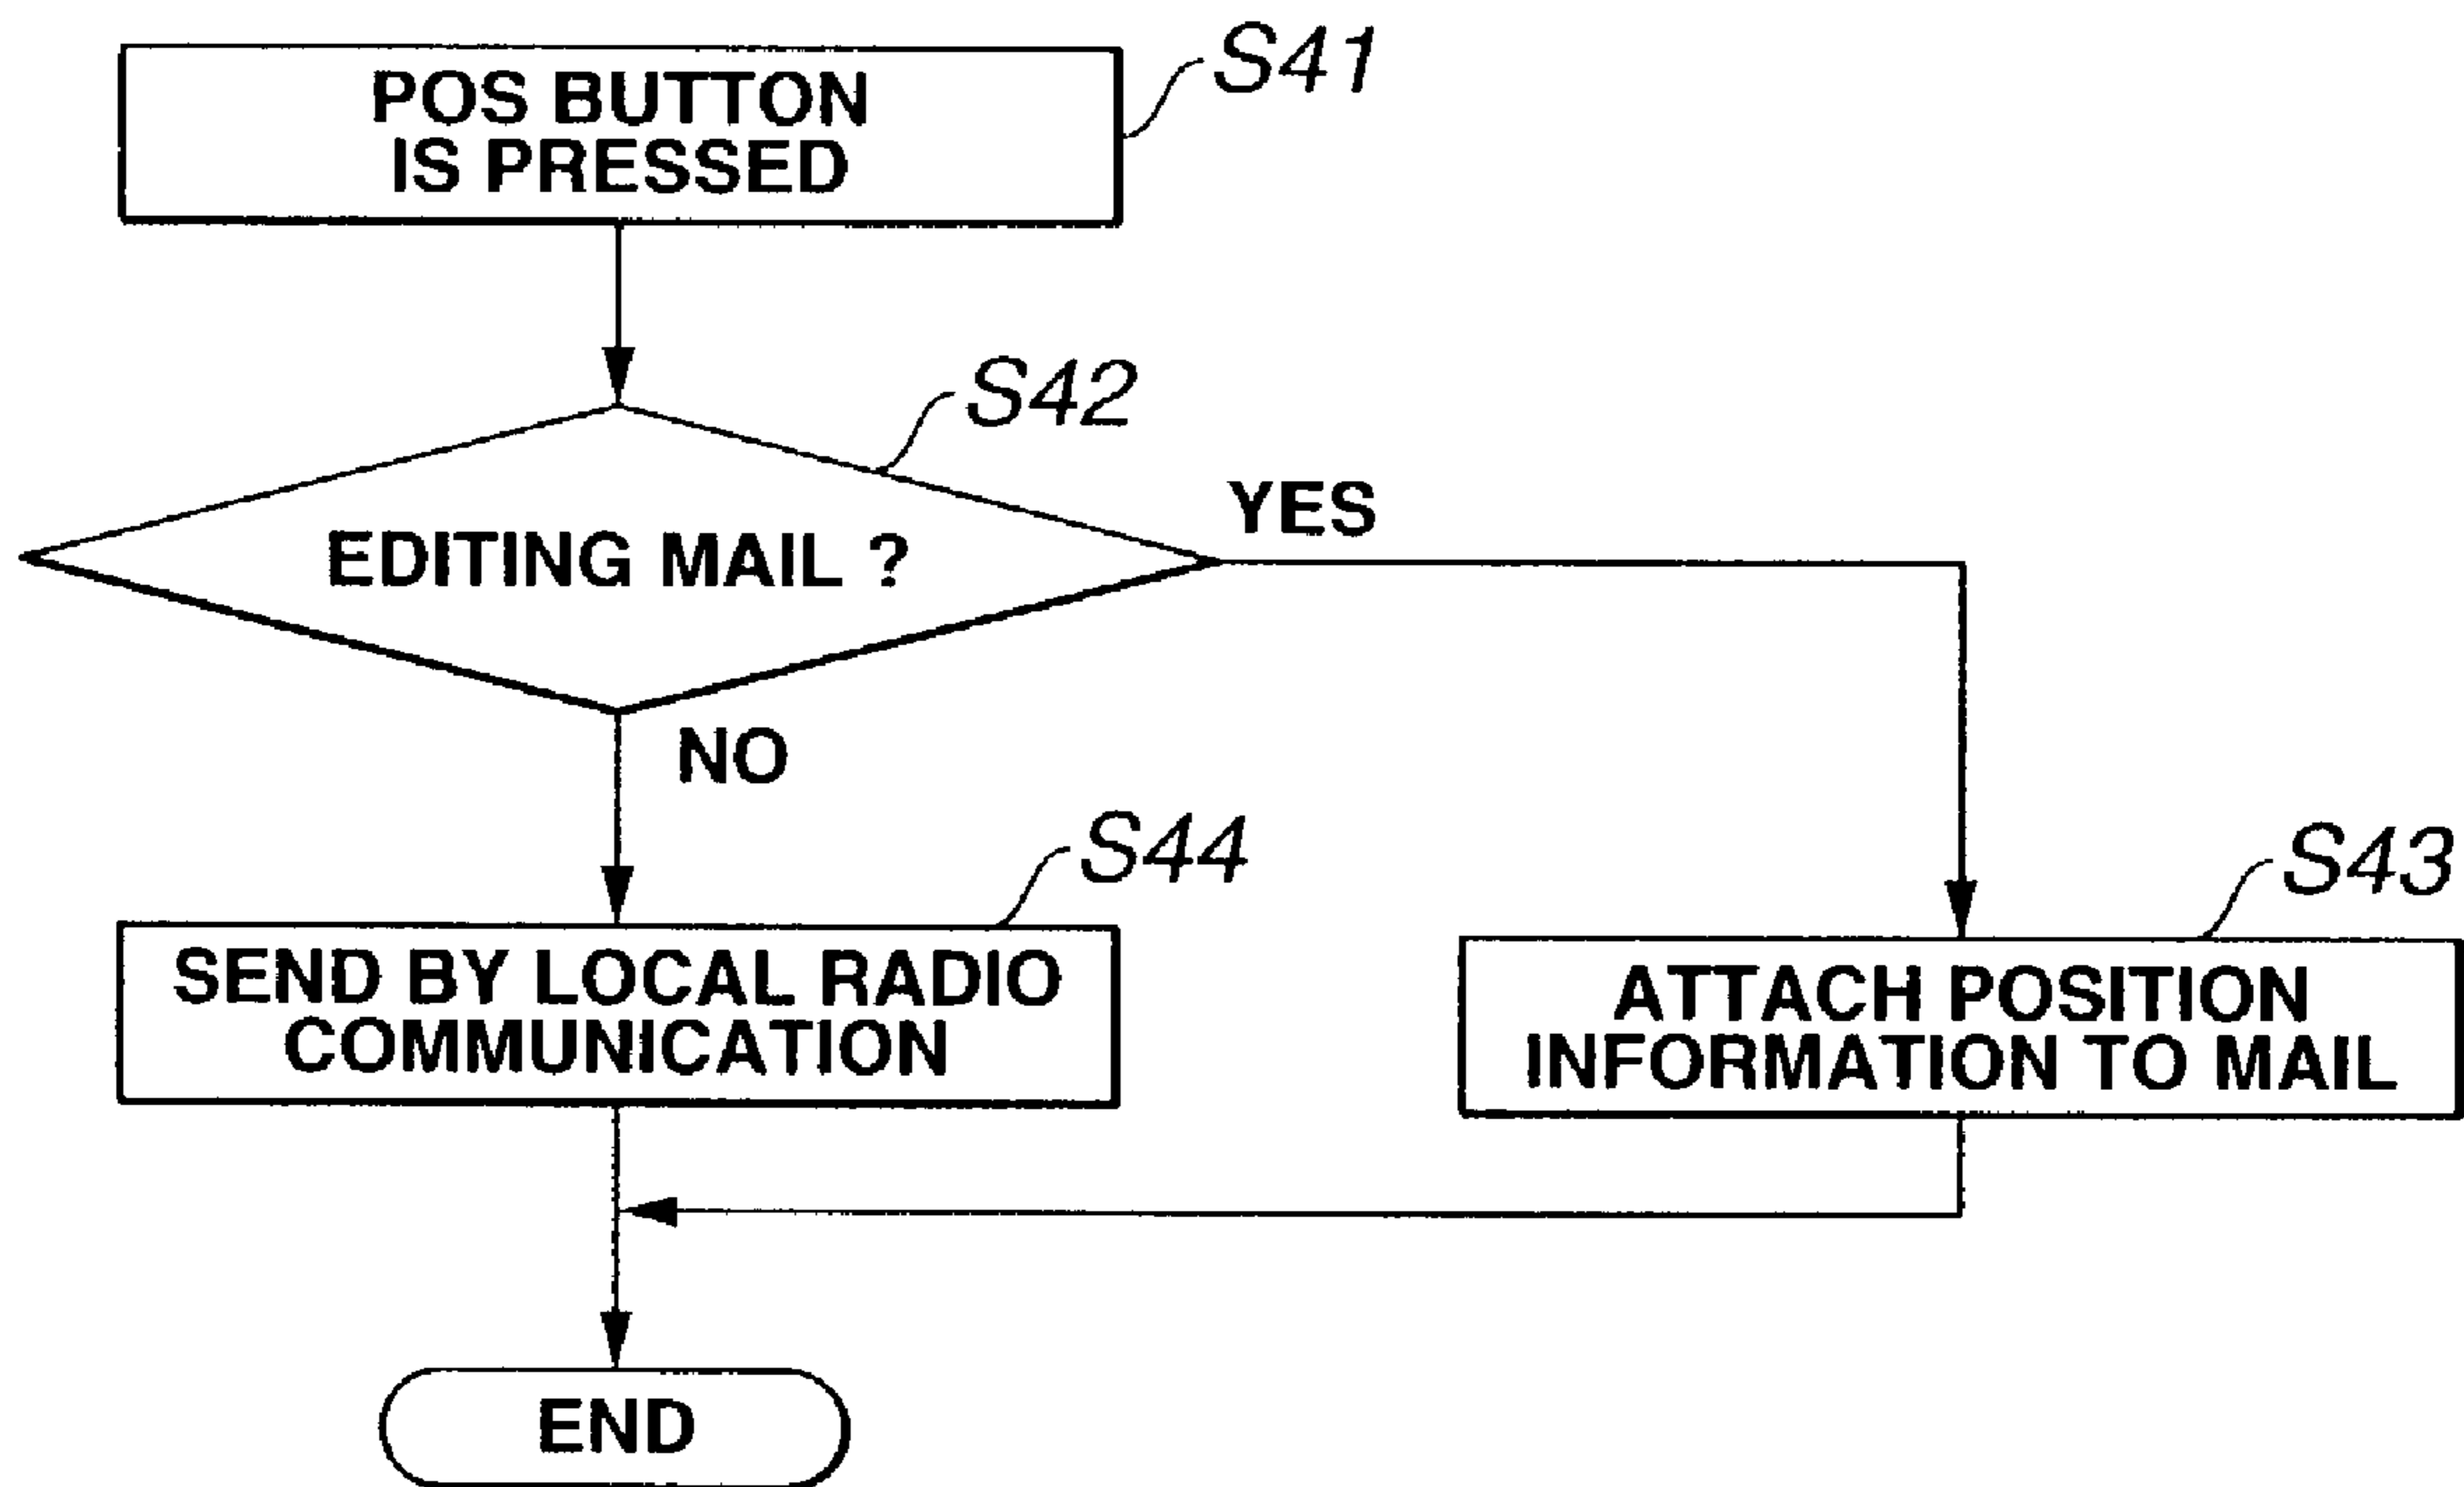 POS BUTTON
IS PRESSED
S41
S42
EDITING MAIL ?
YES
NO
S44
SEND BY LOCAL RADIO
COMMUNICATION
S43
ATTACH POSITION
INFORMATION TO MAIL
END